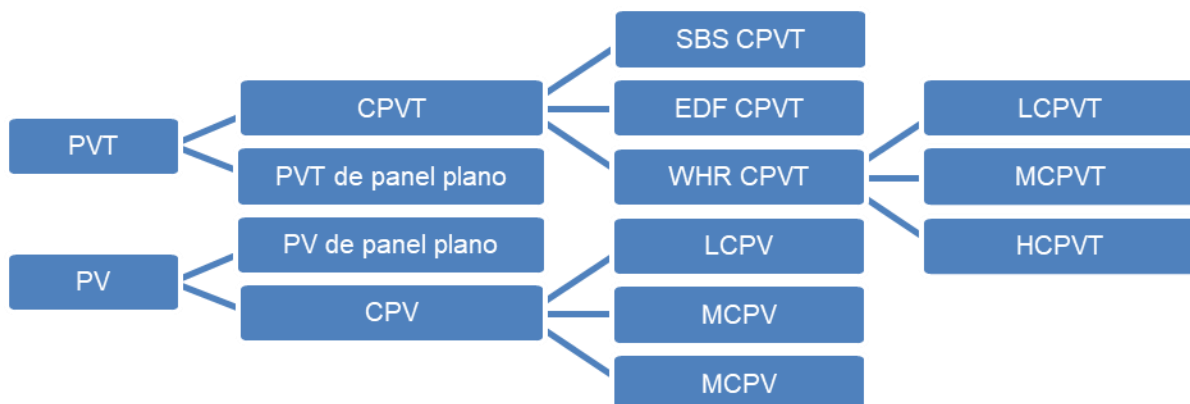 SBS CPVT
CPVT
EDF CPVT
LCPVT
PVT
PVT de panel plano
WHR CPVT
MCPVT
PV de panel plano
LCPV
HCPVT
PV
CPV
MCPV
MCPV